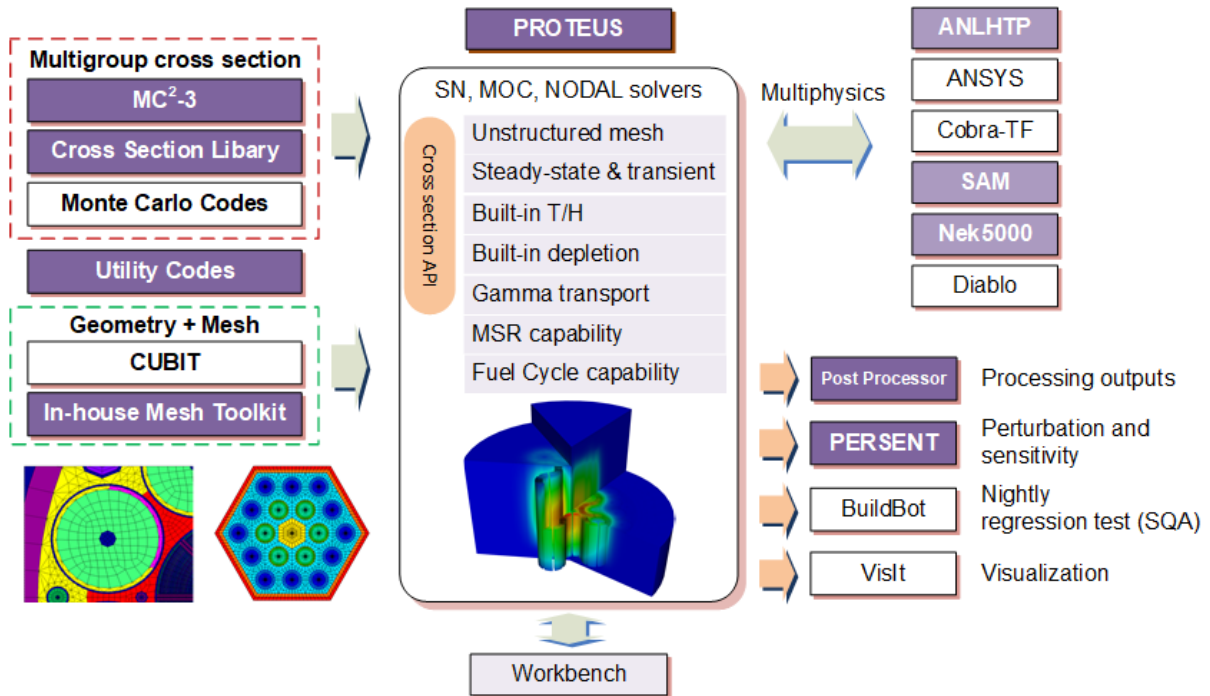 PROTEUS
Multigroup cross section
MC²-3
Cross Section Libary
Monte Carlo Codes
Utility Codes
Geometry + Mesh
CUBIT
In-house Mesh Toolkit
SN, MOC, NODAL solvers
Cross section API
Unstructured mesh
Steady-state & transient
Built-in T/H
Built-in depletion
Gamma transport
MSR capability
Fuel Cycle capability
Workbench
Multiphysics
ANLHTP
ANSYS
Cobra-TF
SAM
Nek5000
Diablo
Post Processor
Processing outputs
PERSENT
Perturbation and
sensitivity
BuildBot
Nightly
regression test (SQA)
VisIt
Visualization